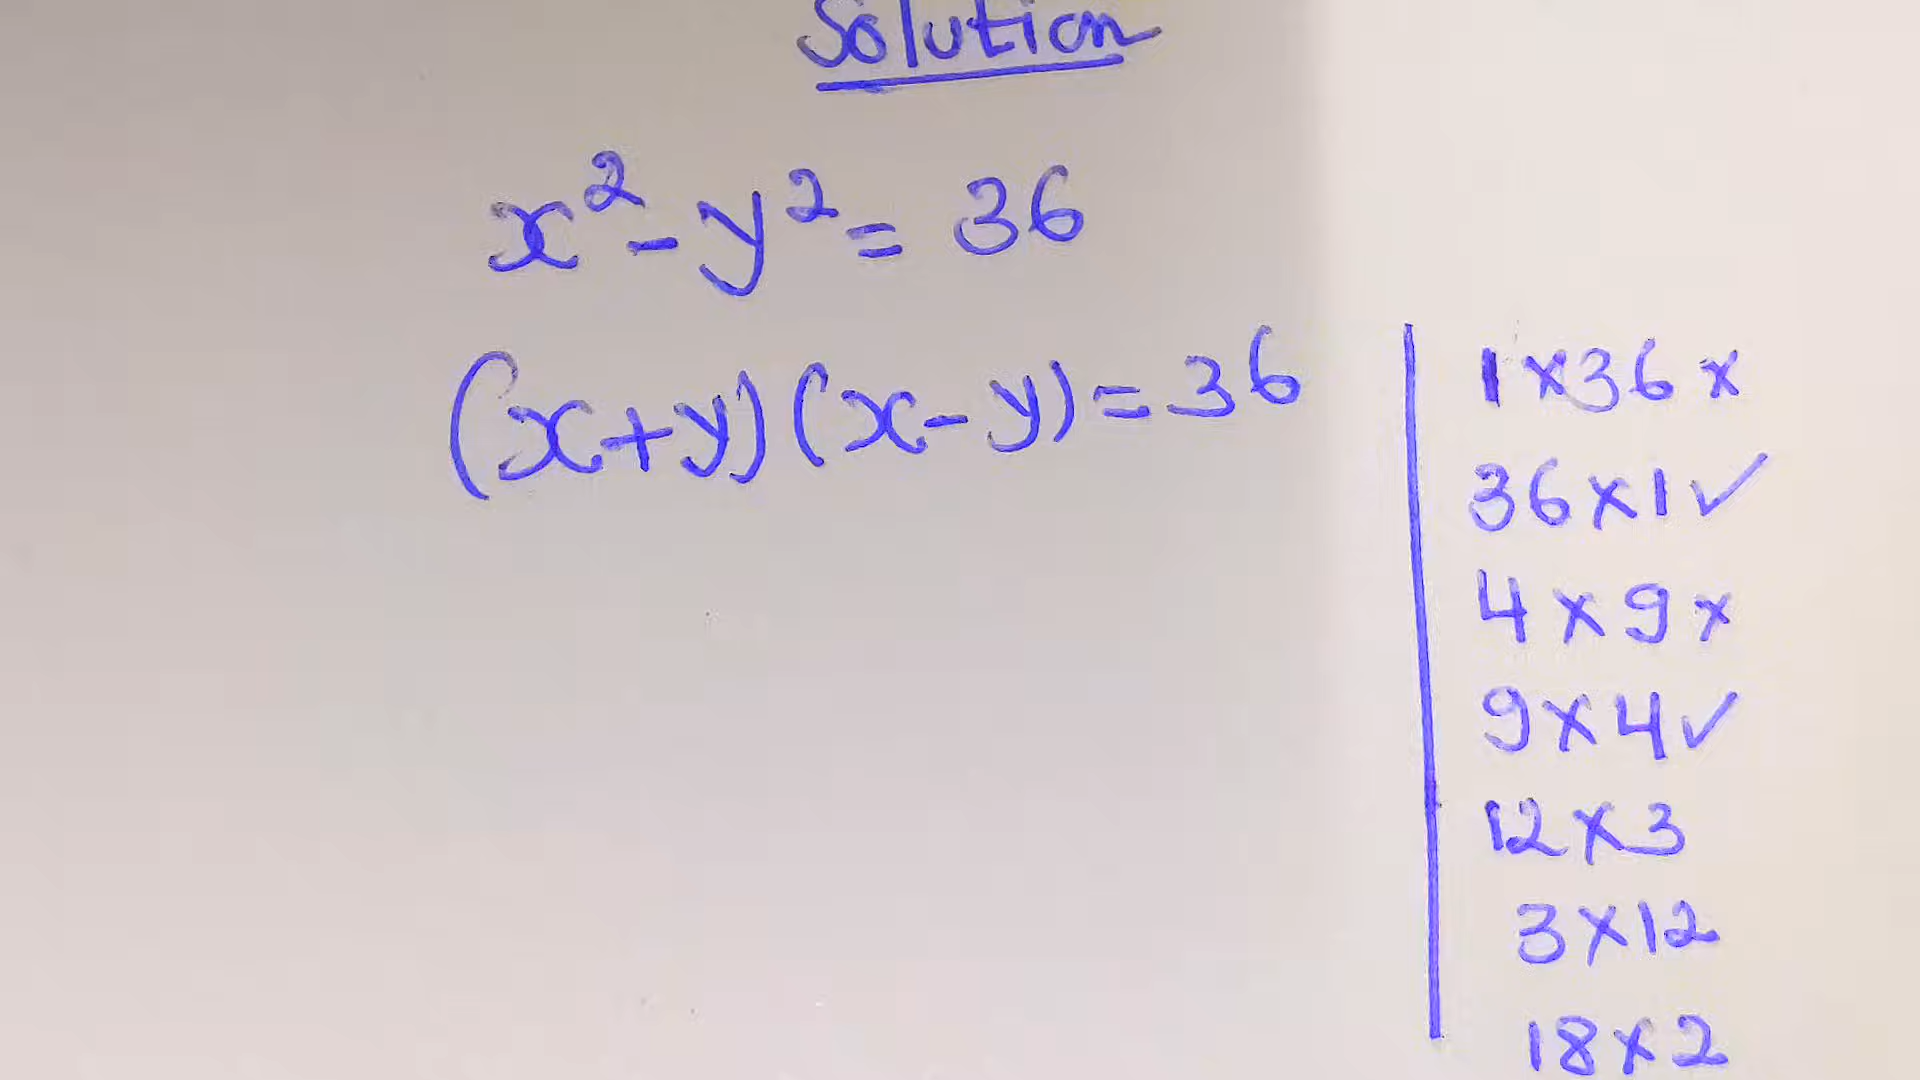 Solution
x² - y² = 36
(x+y)(x-y) = 36
1 x 36 x
36 x 1 ✓
4 x 9 x
9 x 4 ✓
12 x 3
3 x 12
18 x 2